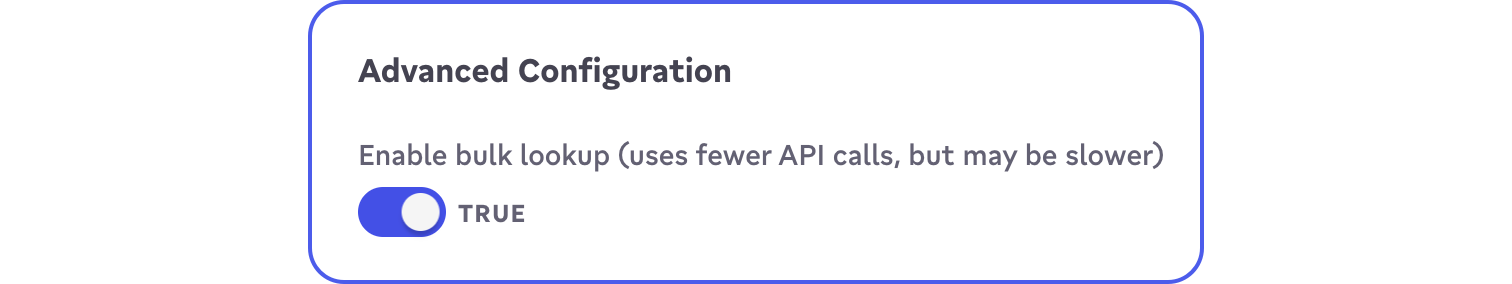 Advanced Configuration
Enable bulk lookup (uses fewer API calls, but may be slower)
TRUE